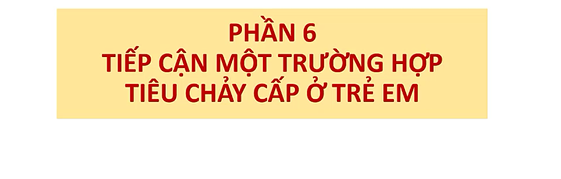 PHẦN 6
TIẾP CẬN MỘT TRƯỜNG HỢP
TIÊU CHẢY CẤP Ở TRẺ EM